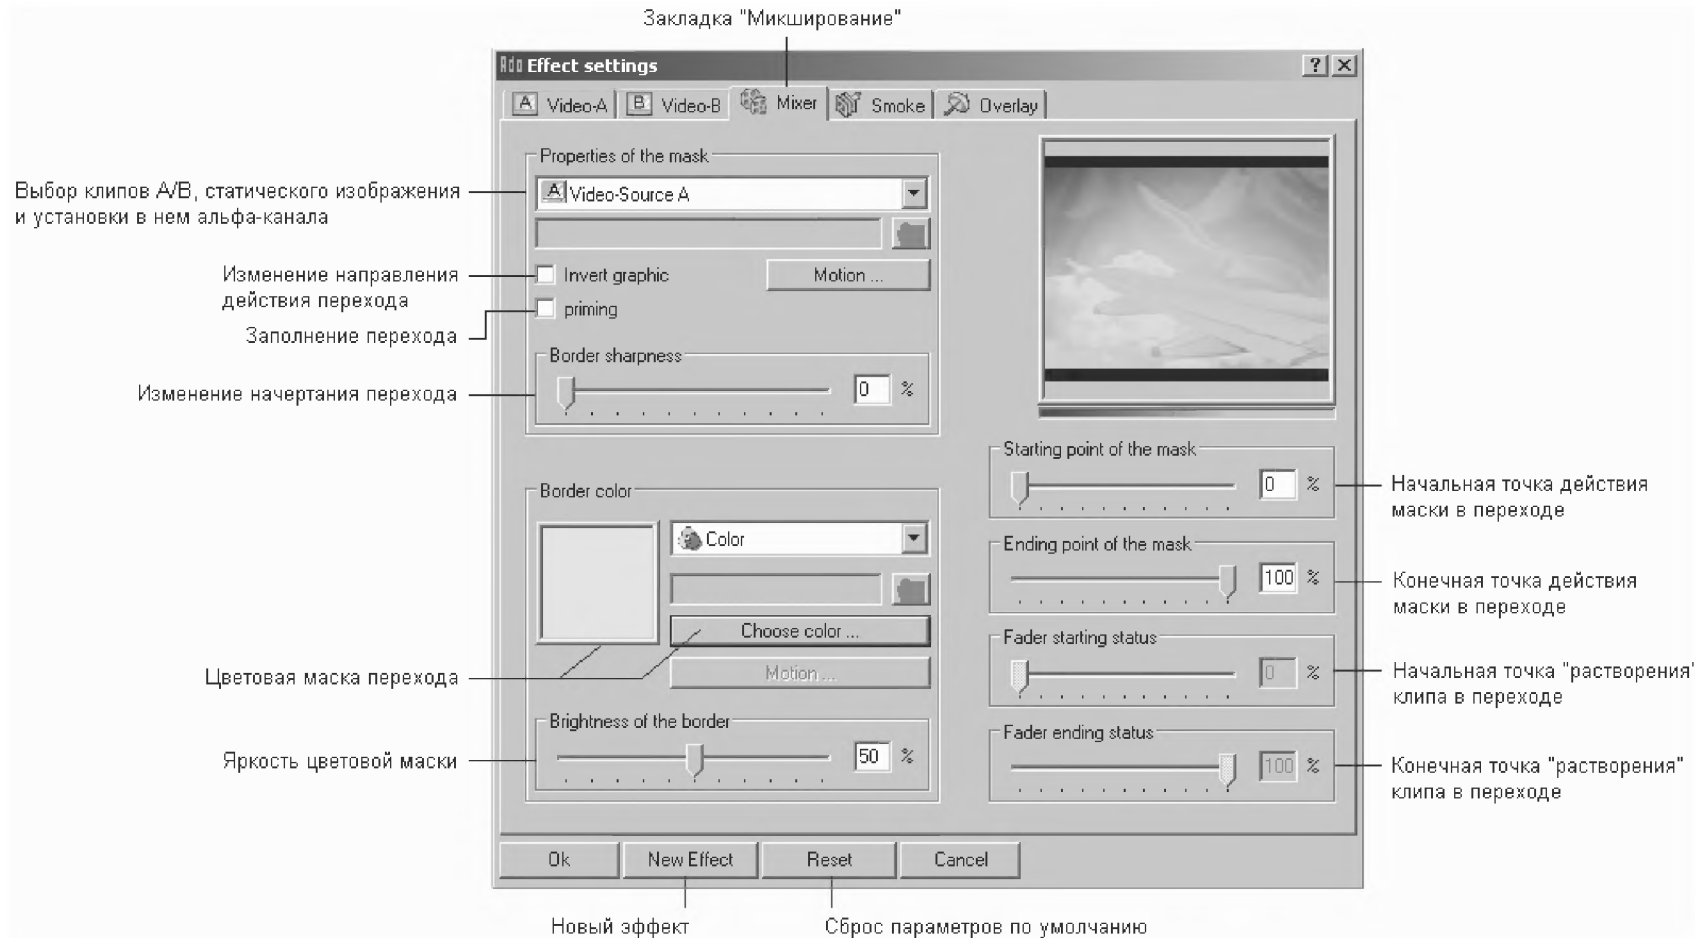 Закладка "Микширование"
Ado Effect settings
? ×
A Video-A B Video-B Mixer Smoke Overlay
Properties of the mask
Выбор клипов А/В, статического изображения
и установки в нем альфа-канала
A Video-Source A
Изменение направления
действия перехода
Invert graphic
Motion ...
priming
Заполнение перехода
Border sharpness
Изменение начертания перехода
0 %
Border color
Color
Choose color ...
Motion ...
Цветовая маска перехода
Brightness of the border
Яркость цветовой маски
50 %
Starting point of the mask
0 %
Начальная точка действия
маски в переходе
Ending point of the mask
100 %
Конечная точка действия
маски в переходе
Fader starting status
0 %
Начальная точка "растворения"
клипа в переходе
Fader ending status
100 %
Конечная точка "растворения"
клипа в переходе
Ok New Effect Reset Cancel
Новый эффект
Сброс параметров по умолчанию